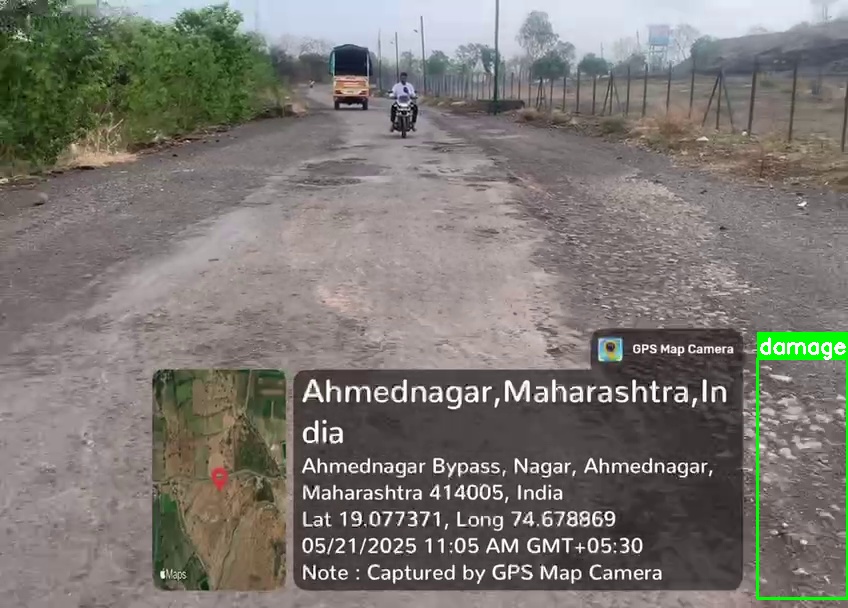 damage
GPS Map Camera
Ahmednagar,Maharashtra,In
dia
Ahmednagar Bypass, Nagar, Ahmednagar,
Maharashtra 414005, India
Lat 19.077371, Long 74.678869
05/21/2025 11:05 AM GMT+05:30
Note : Captured by GPS Map Camera
Maps